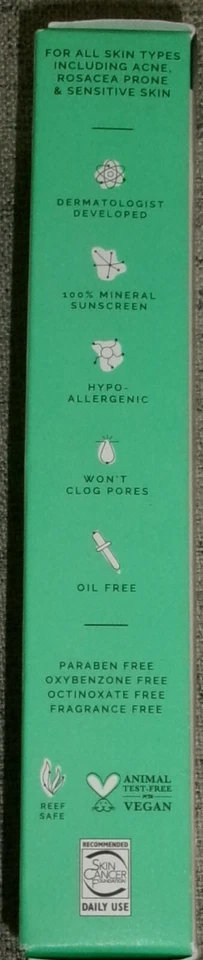 FOR ALL SKIN TYPES
INCLUDING ACNE,
ROSACEA PRONE
& SENSITIVE SKIN
DERMATOLOGIST
DEVELOPED
100% MINERAL
SUNSCREEN
HYPO-
ALLERGENIC
WON'T
CLOG PORES
OIL FREE
PARABEN FREE
OXYBENZONE FREE
OCTINOXATE FREE
FRAGRANCE FREE
REEF
SAFE
ANIMAL
TEST-FREE
VEGAN
RECOMMENDED
SKIN
CANCER
FOUNDATION
DAILY USE